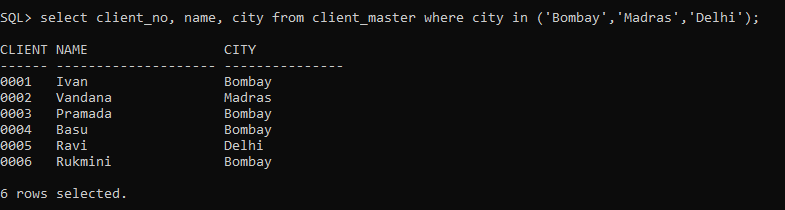 SQL> select client_no, name, city from client_master where city in ('Bombay','Madras','Delhi');
CLIENT NAME                 CITY
------ -------------------- ---------------
0001   Ivan                 Bombay
0002   Vandana              Madras
0003   Pramada              Bombay
0004   Basu                 Bombay
0005   Ravi                 Delhi
0006   Rukmini              Bombay
6 rows selected.